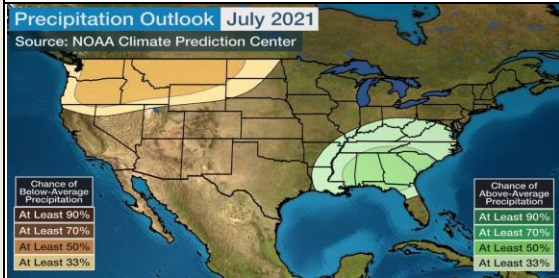 Precipitation Outlook July 2021
Source: NOAA Climate Prediction Center
Chance of
Below-Average
Precipitation
At Least 90%
At Least 70%
At Least 50%
At Least 33%
Chance of
Above-Average
Precipitation
At Least 90%
At Least 70%
At Least 50%
At Least 33%